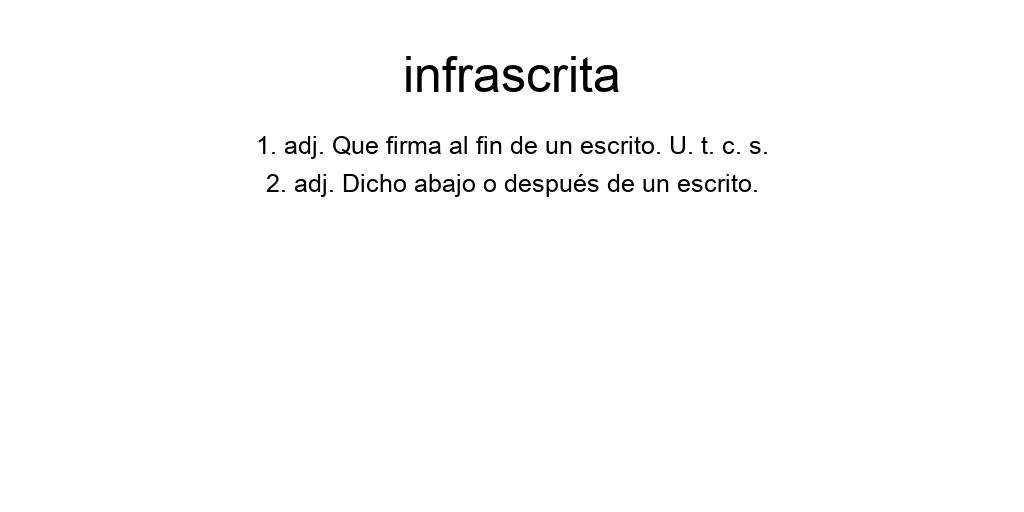 infrascrita
1. adj. Que firma al fin de un escrito. U. t. c. s.
2. adj. Dicho abajo o después de un escrito.